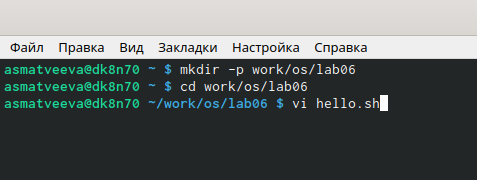 Файл Правка Вид Закладки Настройка Справка
asmatveeva@dk8n70 ~ $ mkdir -p work/os/lab06
asmatveeva@dk8n70 ~ $ cd work/os/lab06
asmatveeva@dk8n70 ~/work/os/lab06 $ vi hello.sh